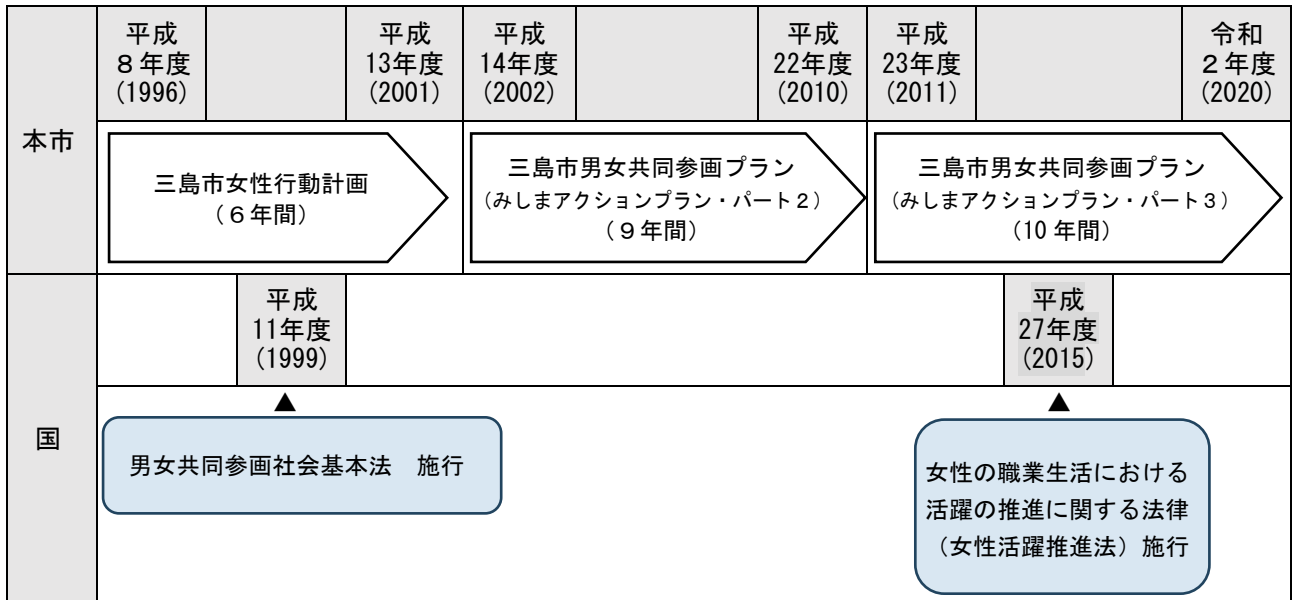 本市
平成
８年度
(1996)
平成
13年度
(2001)
平成
14年度
(2002)
平成
22年度
(2010)
平成
23年度
(2011)
令和
２年度
(2020)
三島市女性行動計画
（６年間）
三島市男女共同参画プラン
（みしまアクションプラン・パート２）
（９年間）
三島市男女共同参画プラン
（みしまアクションプラン・パート３）
（10 年間）
国
平成
11年度
(1999)
平成
27年度
(2015)
▲
▲
男女共同参画社会基本法　施行
女性の職業生活における
活躍の推進に関する法律
（女性活躍推進法）施行